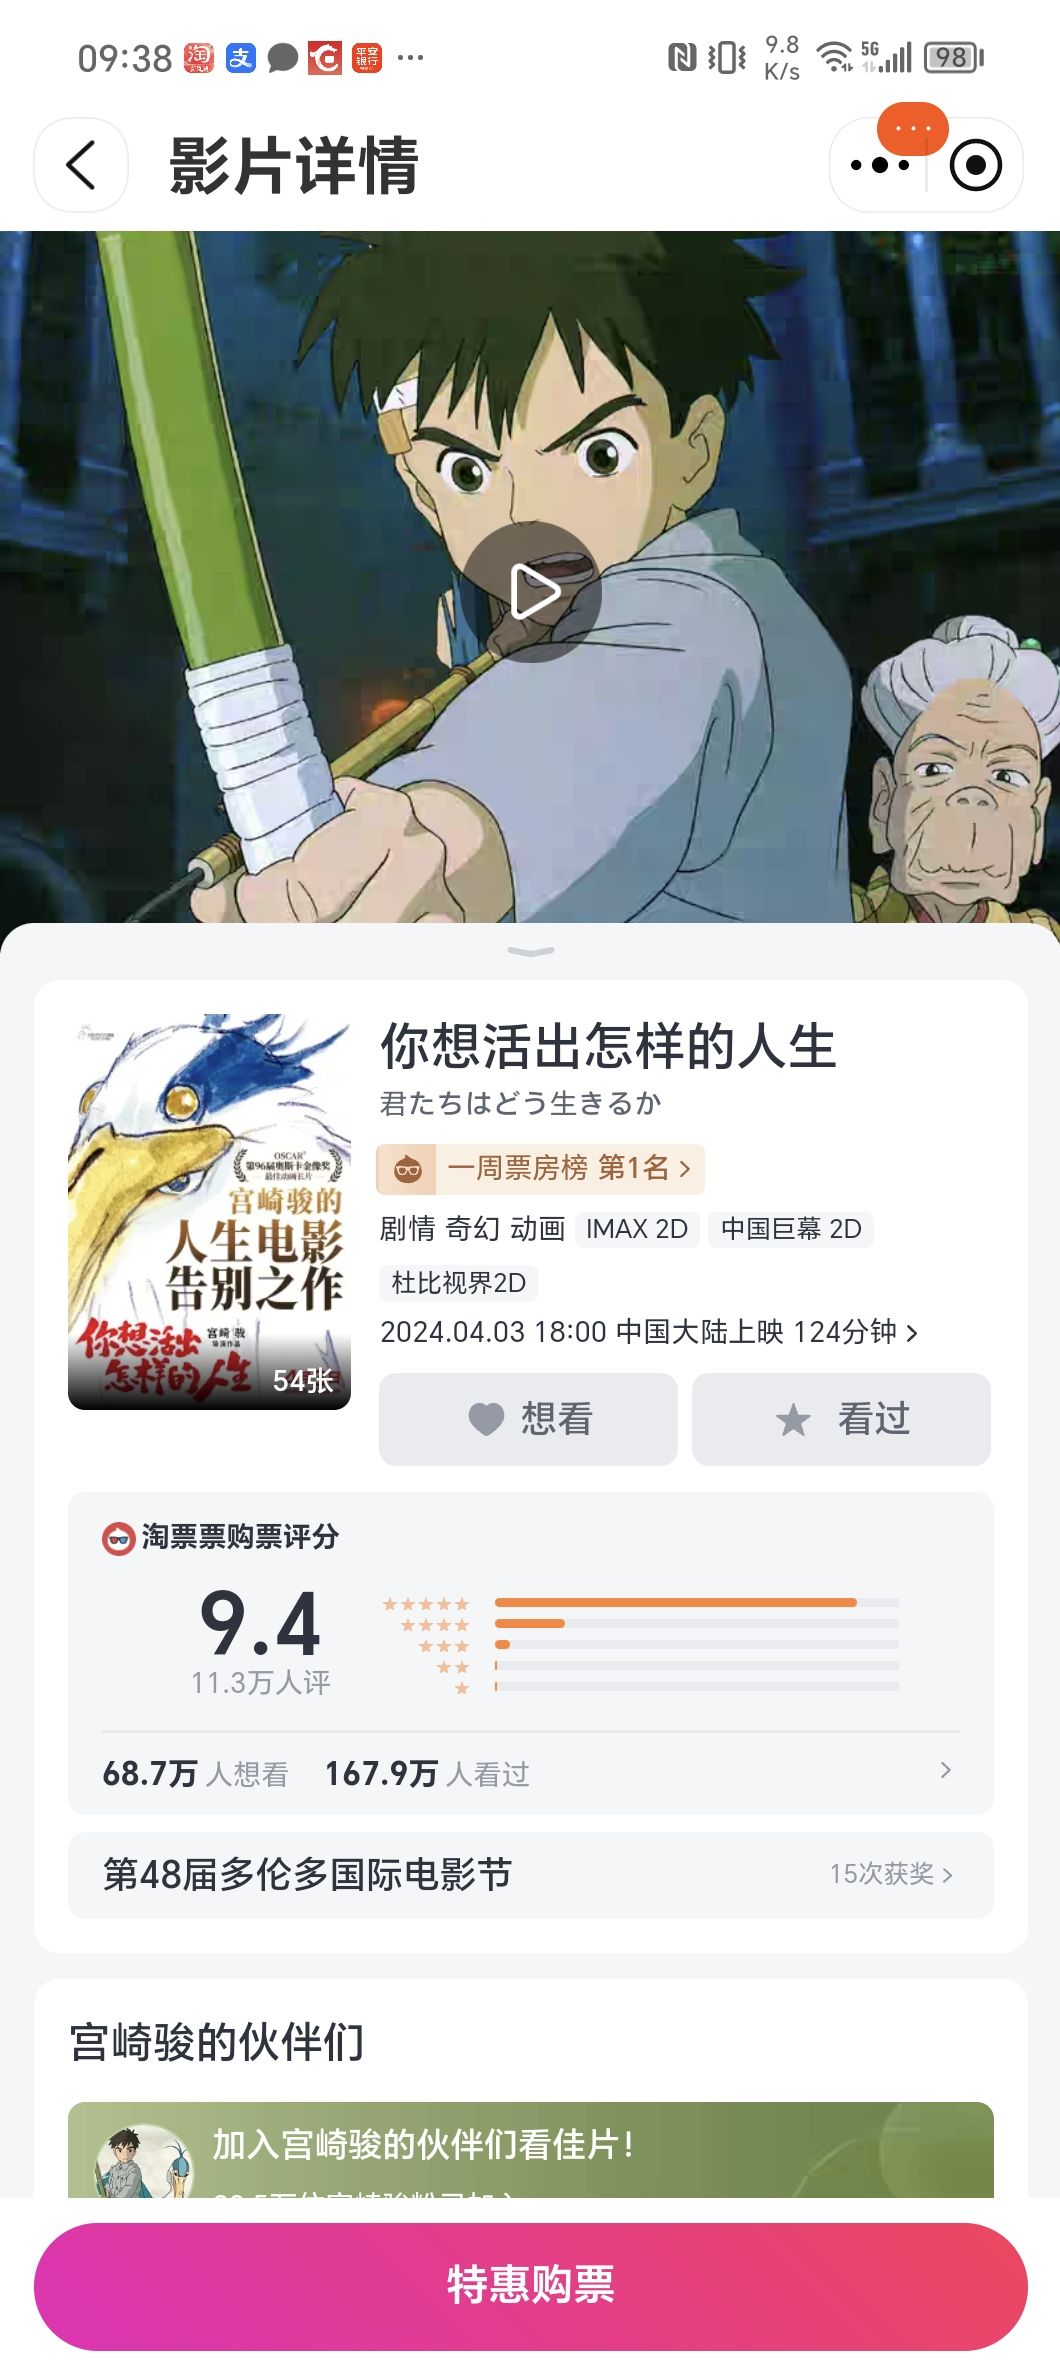 09:38
9.8 K/s
5G
98
影片详情
你想活出怎样的人生
君たちはどう生きるか
一周票房榜 第1名
剧情 奇幻 动画 IMAX 2D 中国巨幕 2D
杜比视界2D
2024.04.03 18:00 中国大陆上映 124分钟
OSCAR
第96届奥斯卡金像奖
最佳动画长片
宫崎骏的
人生电影
告别之作
你想活出
怎样的人生
54张
想看 看过
淘票票购票评分
9.4
11.3万人评
68.7万 人想看 167.9万 人看过
第48届多伦多国际电影节 15次获奖
宫崎骏的伙伴们
加入宫崎骏的伙伴们看佳片!
特惠购票